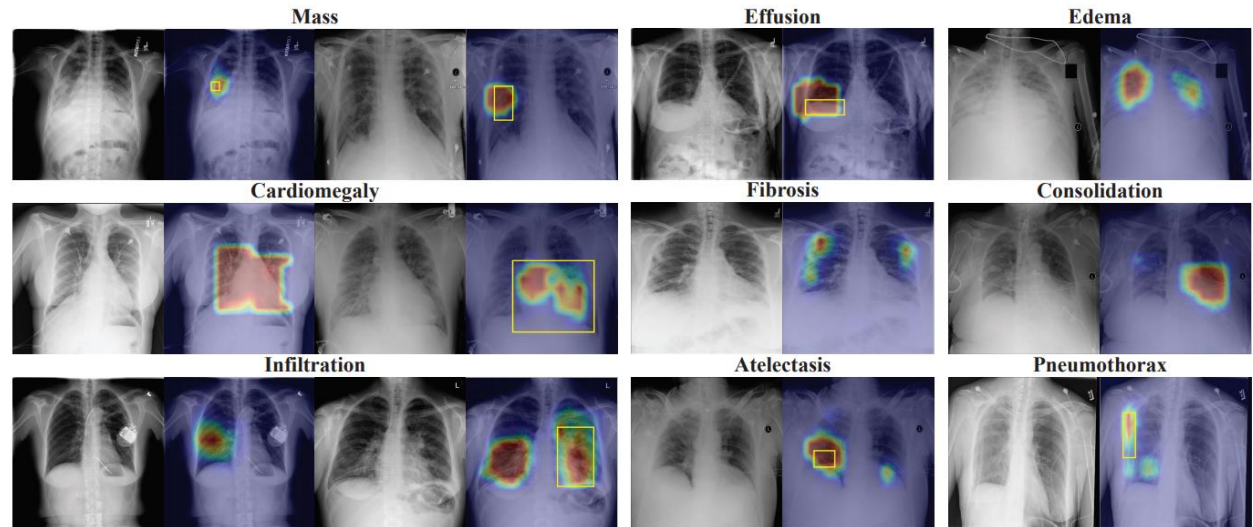 Mass
Effusion
Edema
Cardiomegaly
Fibrosis
Consolidation
Infiltration
Atelectasis
Pneumothorax
L